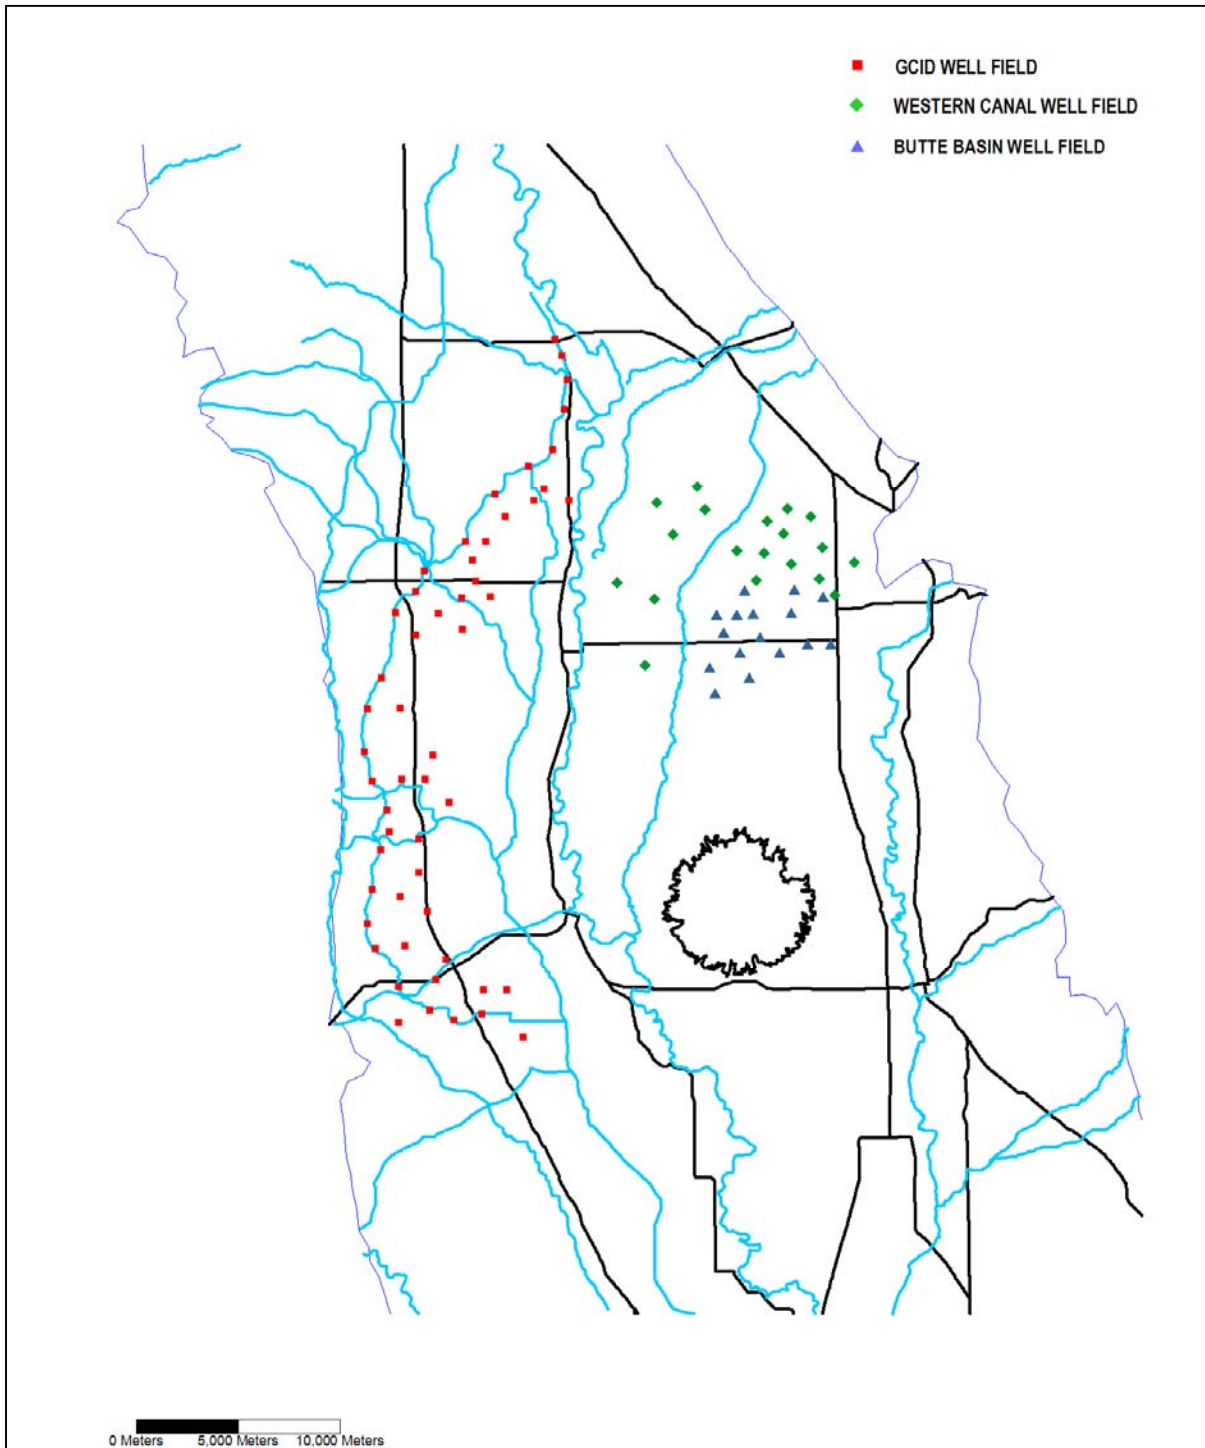 GCID WELL FIELD
WESTERN CANAL WELL FIELD
BUTTE BASIN WELL FIELD
0 Meters 5,000 Meters 10,000 Meters